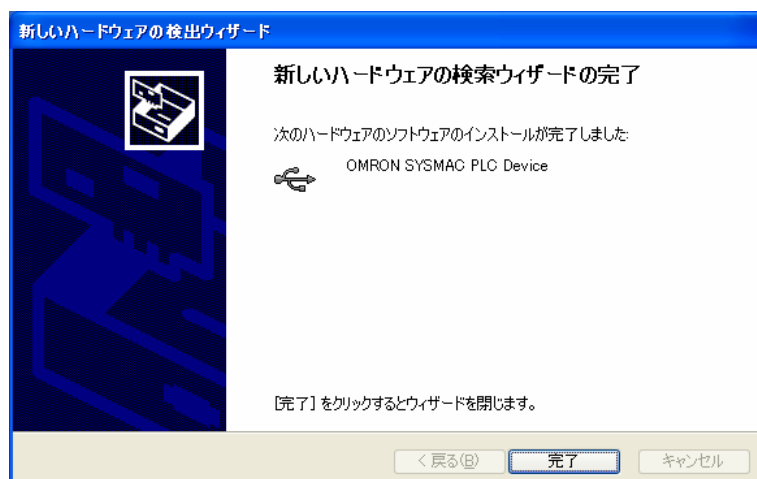 新しいハードウェアの検出ウィザード
新しいハードウェアの検索ウィザードの完了
次のハードウェアのソフトウェアのインストールが完了しました:
OMRON SYSMAC PLC Device
[完了] をクリックするとウィザードを閉じます。
< 戻る(B) 完了 キャンセル